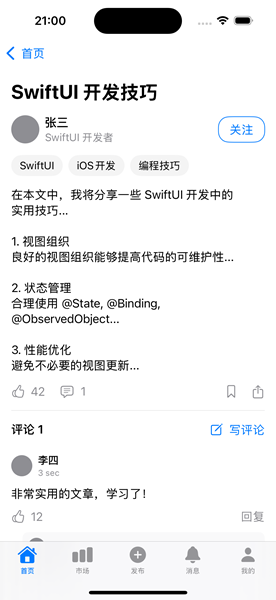 21:00
首页
SwiftUI 开发技巧
张三
SwiftUI 开发者
关注
SwiftUI
iOS 开发
编程技巧
在本文中，我将分享一些 SwiftUI 开发中的
实用技巧...
1. 视图组织
良好的视图组织能够提高代码的可维护性...
2. 状态管理
合理使用 @State, @Binding,
@ObservedObject...
3. 性能优化
避免不必要的视图更新...
42
1
评论 1
写评论
李四
3 sec
非常实用的文章，学习了！
12
回复
首页
市场
发布
消息
我的